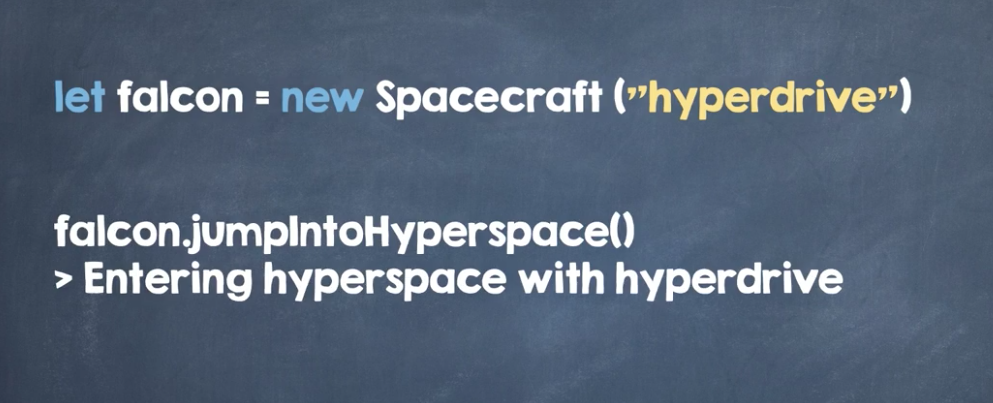 let falcon = new Spacecraft (”hyperdrive”)
falcon.jumpIntoHyperspace()
> Entering hyperspace with hyperdrive